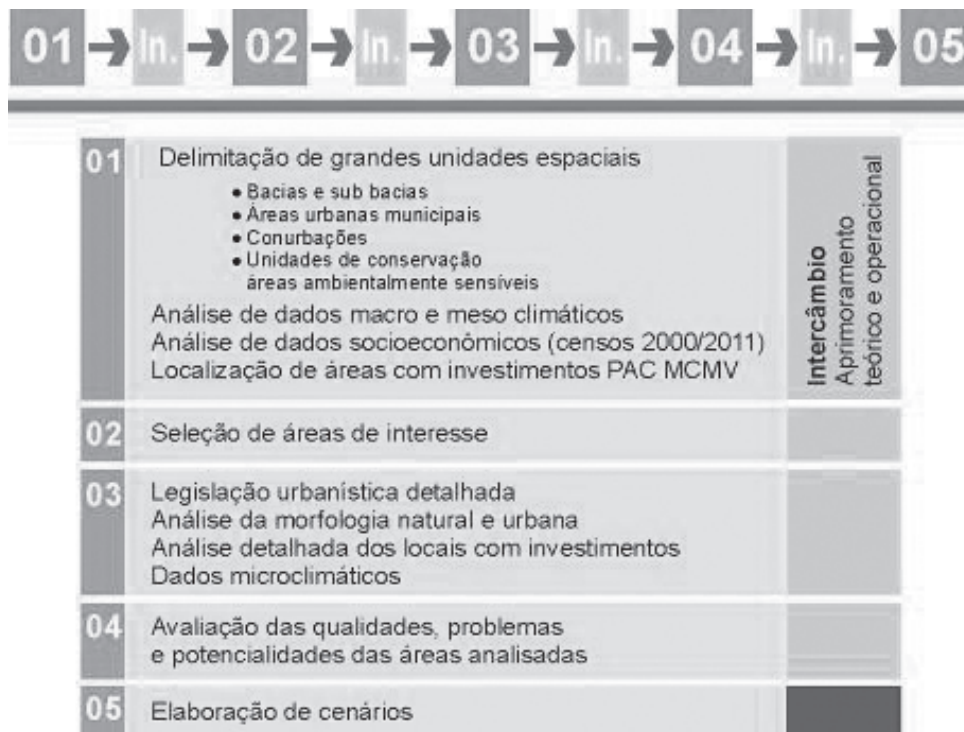 01 → In. → 02 → In. → 03 → In. → 04 → In. → 05
01
Delimitação de grandes unidades espaciais
• Bacias e sub bacias
• Áreas urbanas municipais
• Conurbações
• Unidades de conservação
áreas ambientalmente sensíveis
Análise de dados macro e meso climáticos
Análise de dados socioeconômicos (censos 2000/2011)
Localização de áreas com investimentos PAC MCMV
Intercâmbio
Aprimoramento
teórico e operacional
02
Seleção de áreas de interesse
03
Legislação urbanística detalhada
Análise da morfologia natural e urbana
Análise detalhada dos locais com investimentos
Dados microclimáticos
04
Avaliação das qualidades, problemas
e potencialidades das áreas analisadas
05
Elaboração de cenários